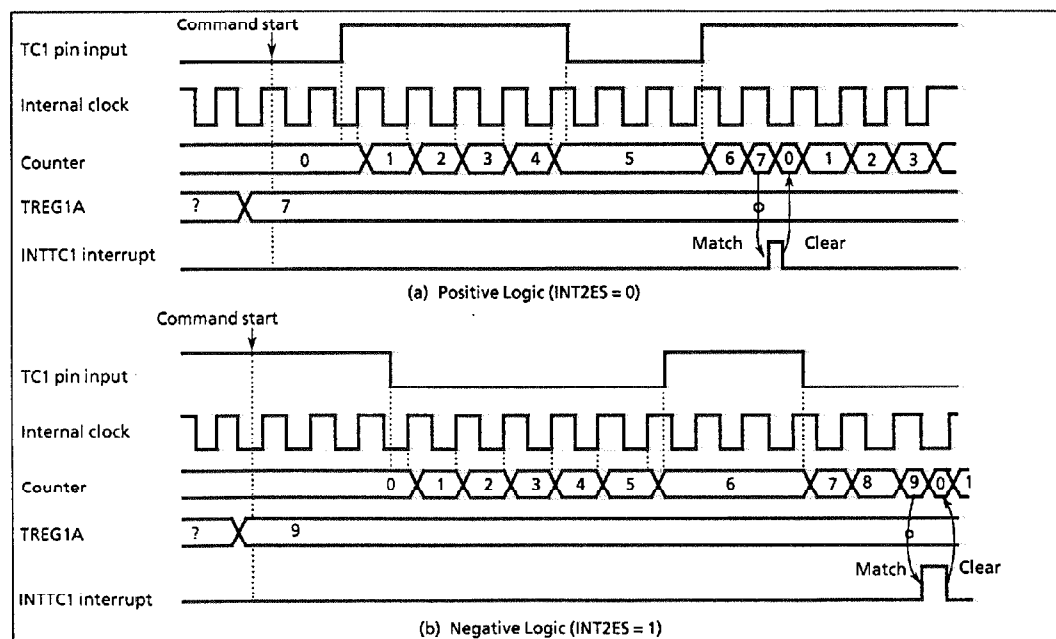 Command start
TC1 pin input
Internal clock
Counter 0 1 2 3 4 5 6 7 0 1 2 3
TREG1A ? 7
Match Clear
INTTC1 interrupt
(a) Positive Logic (INT2ES = 0)
Command start
TC1 pin input
Internal clock
Counter 0 1 2 3 4 5 6 7 8 9 0 1
TREG1A ? 9
Match Clear
INTTC1 interrupt
(b) Negative Logic (INT2ES = 1)